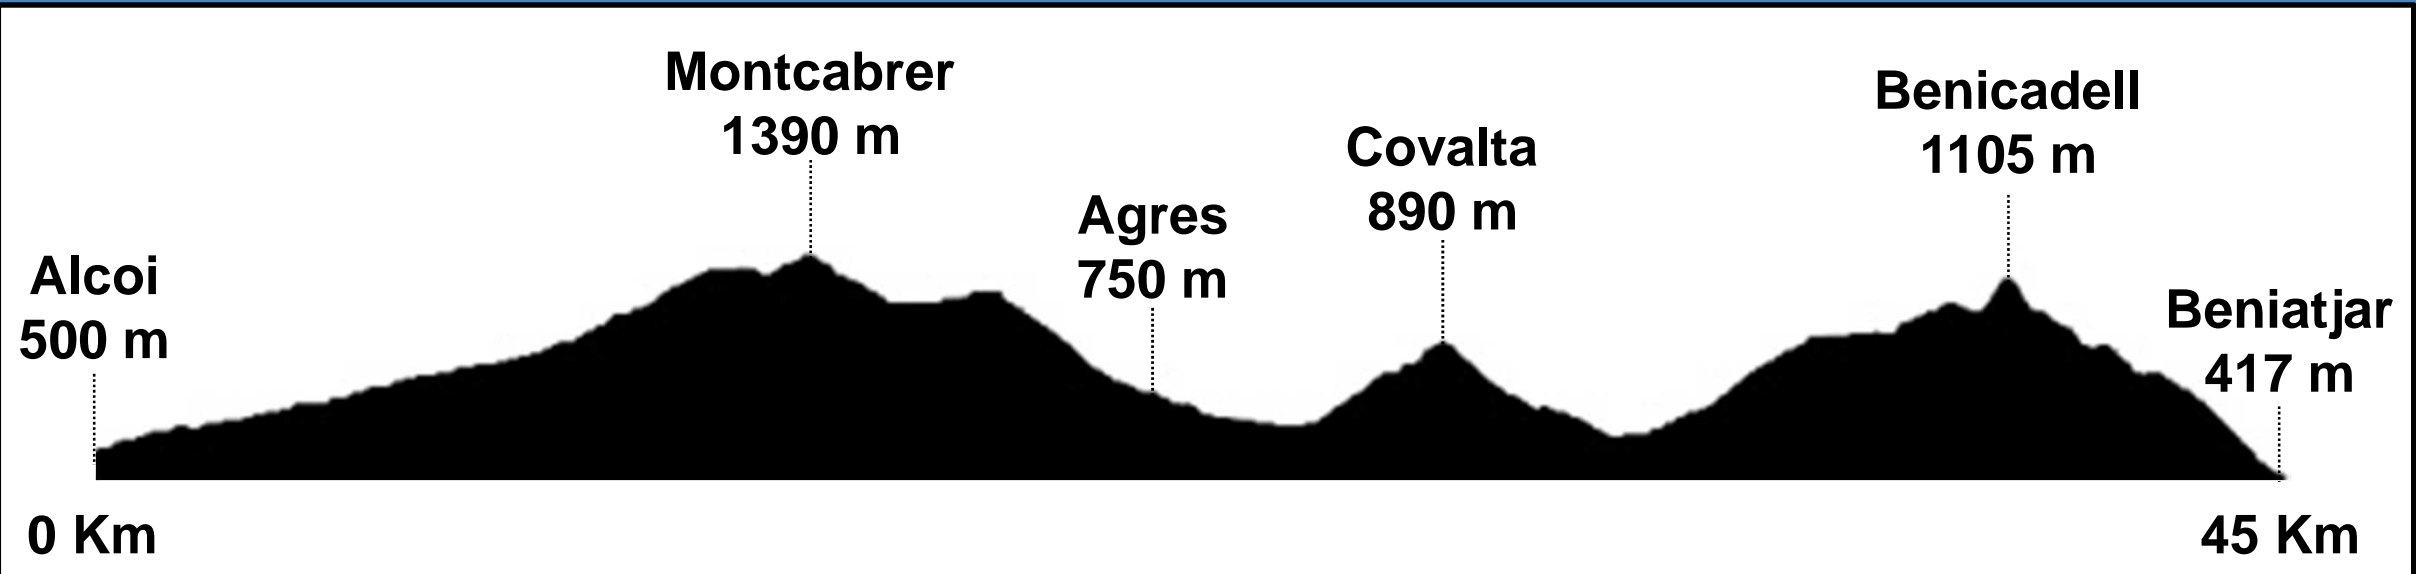 Alcoi
500 m
Montcabrer
1390 m
Agres
750 m
Covalta
890 m
Benicadell
1105 m
Beniatjar
417 m
0 Km
45 Km